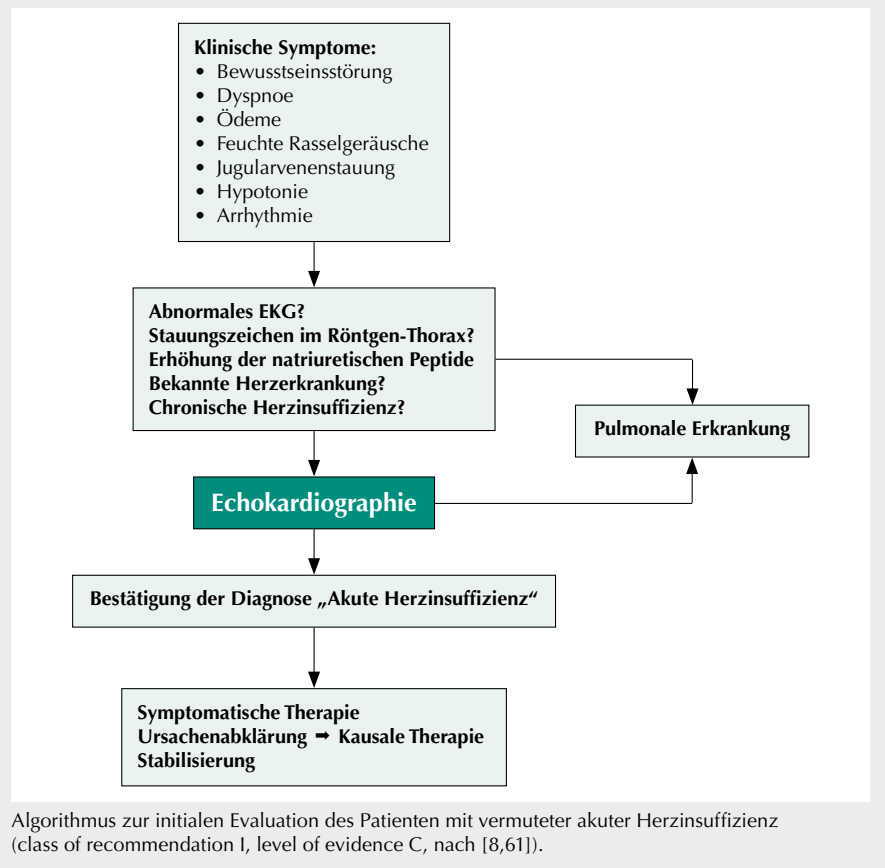 Klinische Symptome:
• Bewusstseinsstörung
• Dyspnoe
• Ödeme
• Feuchte Rasselgeräusche
• Jugularvenenstauung
• Hypotonie
• Arrhythmie
Abnormales EKG?
Stauungszeichen im Röntgen-Thorax?
Erhöhung der natriuretischen Peptide
Bekannte Herzerkrankung?
Chronische Herzinsuffizienz?
Pulmonale Erkrankung
Echokardiographie
Bestätigung der Diagnose „Akute Herzinsuffizienz“
Symptomatische Therapie
Ursachenabklärung ➡ Kausale Therapie
Stabilisierung
Algorithmus zur initialen Evaluation des Patienten mit vermuteter akuter Herzinsuffizienz
(class of recommendation I, level of evidence C, nach [8,61]).